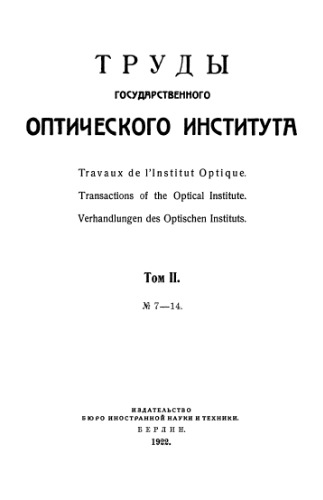 ТРУДЫ
ГОСУДАРСТВЕННОГО
ОПТИЧЕСКОГО ИНСТИТУТА
Travaux de l'Institut Optique.
Transactions of the Optical Institute.
Verhandlungen des Optischen Instituts.
Том II.
№ 7—14.
ИЗДАТЕЛЬСТВО
БЮРО ИНОСТРАННОЙ НАУКИ И ТЕХНИКИ.
БЕРЛИН.
1922.